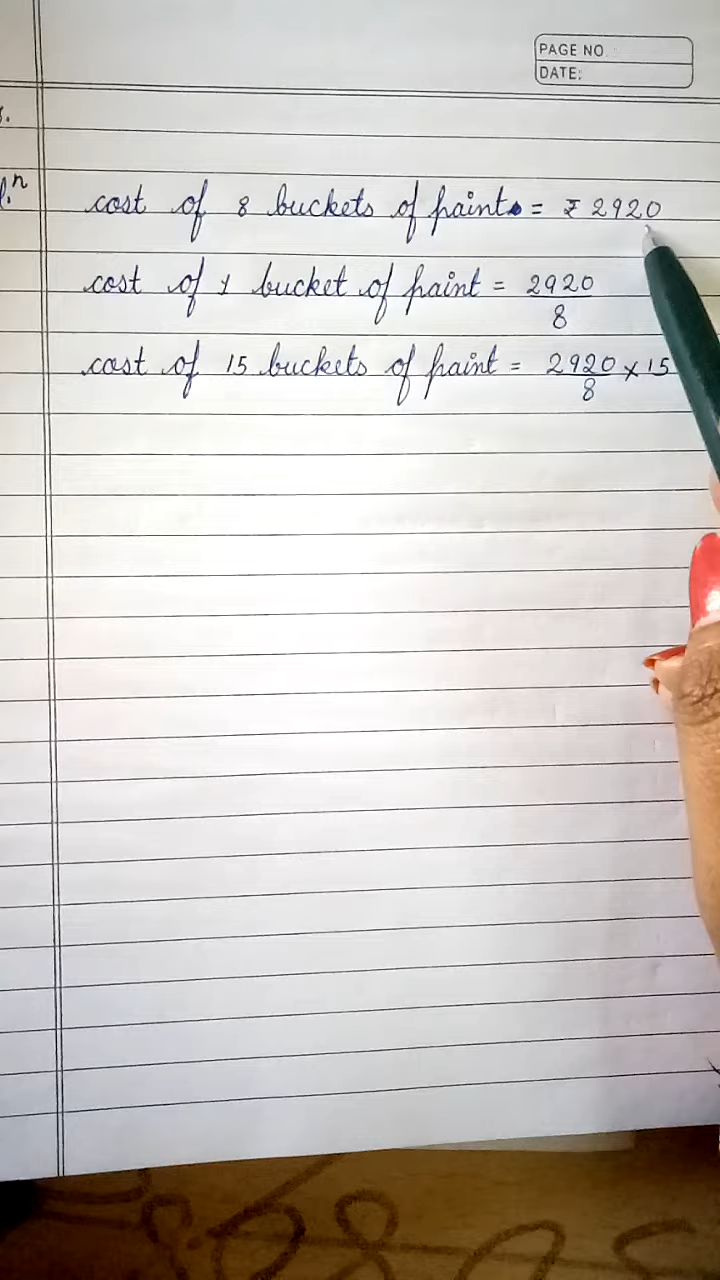 PAGE NO.
DATE:
cost of 8 buckets of paint = ₹ 2920
cost of 1 bucket of paint = 2920/8
cost of 15 buckets of paint = 2920/8 × 15